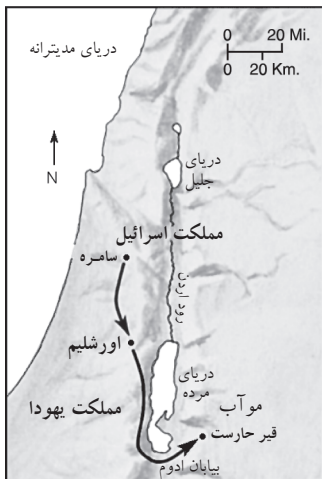 دریای مدیترانه
0 20 Mi.
0 20 Km.
N
دریای
جلیل
مملکت اسرائیل
سامره
رود اردن
اورشلیم
دریای
مرده
مملکت یهودا
موآب
قیر حارست
بیابان ادوم